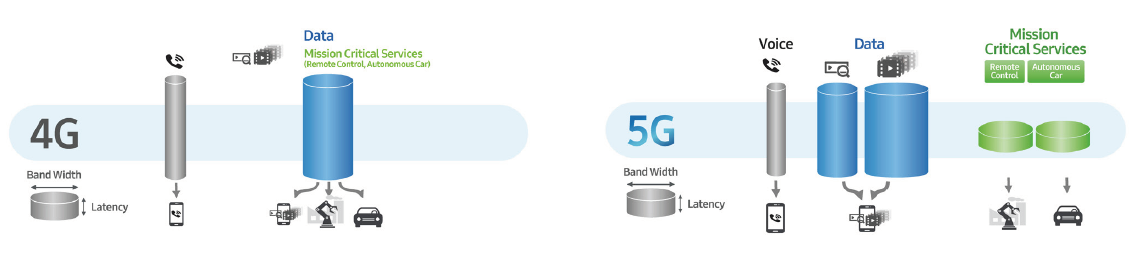 Data
Mission Critical Services
(Remote Control, Autonomous Car)
4G
Band Width
Latency
Voice
Data
Mission
Critical Services
Remote
Control
Autonomous
Car
5G
Band Width
Latency